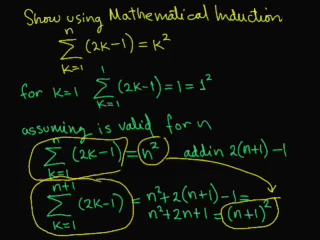 Show using Mathematical Induction
n
∑ (2k-1) = k²
k=1
for k=1 1 ∑ k=1 (2k-1) = 1 = 1²
assuming is valid for n
n ∑ k=1 (2k-1) = n² addin 2(n+1) -1
n+1 ∑ k=1 (2k-1) = n²+2(n+1)-1=
n²+2n+1 = (n+1)²